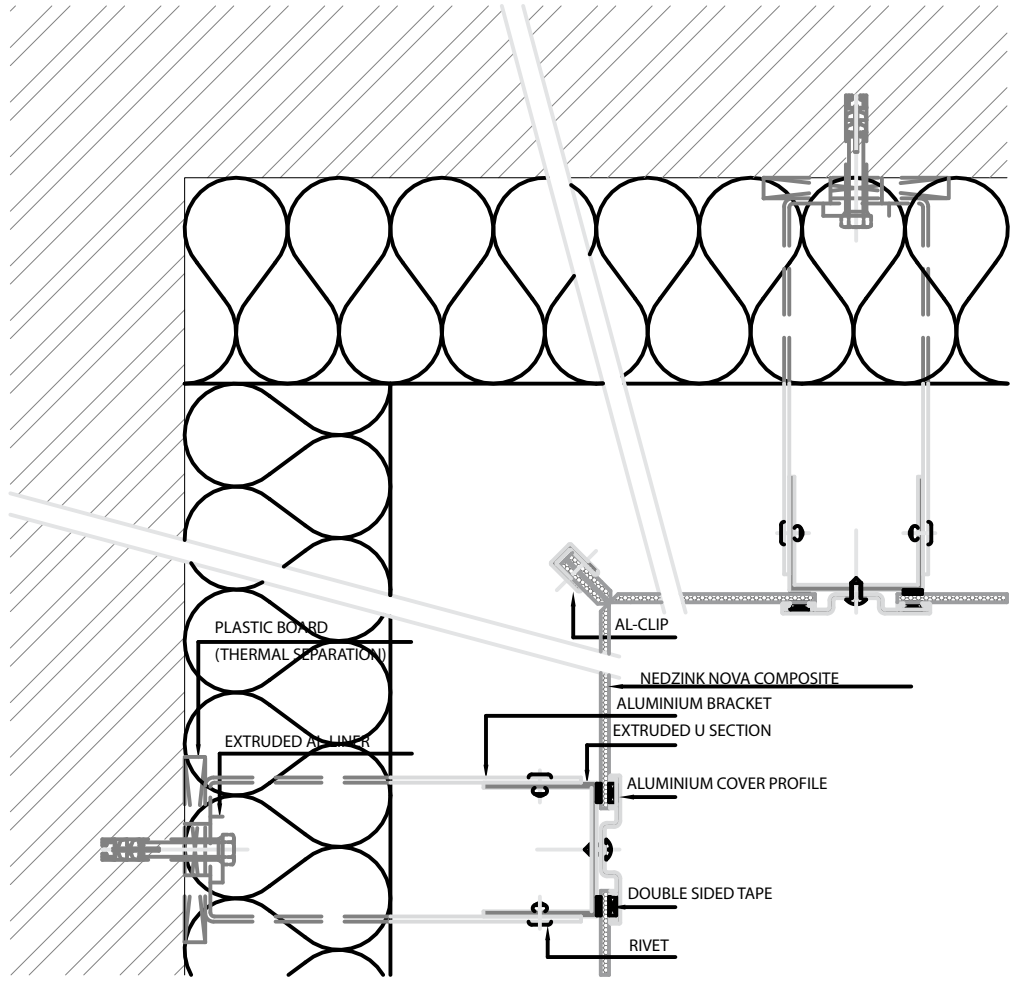 AL-CLIP
PLASTIC BOARD
(THERMAL SEPARATION)
NEDZINK NOVA COMPOSITE
ALUMINIUM BRACKET
EXTRUDED U SECTION
EXTRUDED AL-LINER
ALUMINIUM COVER PROFILE
DOUBLE SIDED TAPE
RIVET